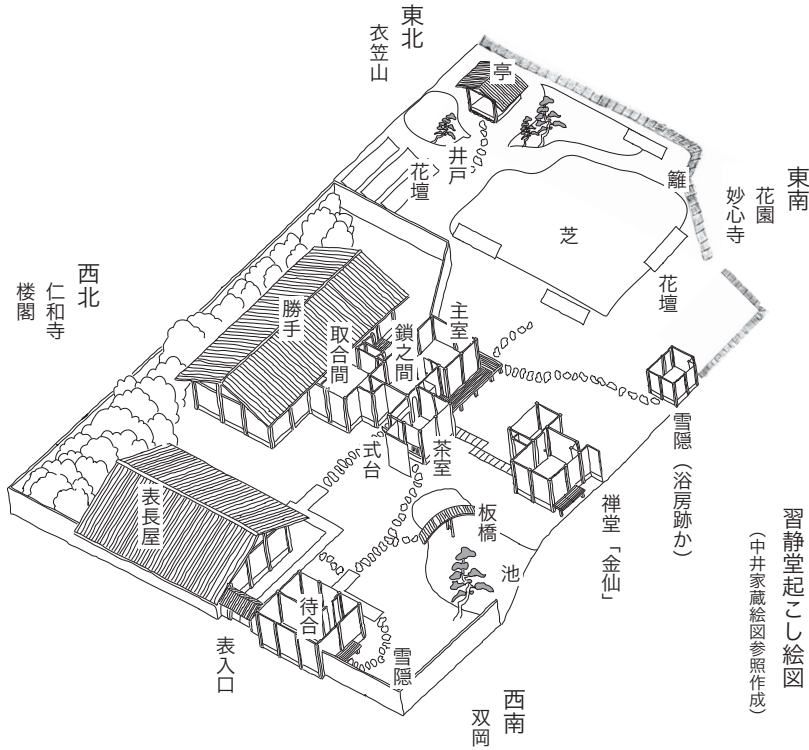 習静堂起こし絵図
（中井家蔵絵図参照作成）
東南
花園
妙心寺
東北
衣笠山
亭
井戸
花壇
籬
芝
花壇
主室
鎖之間
取合間
勝手
西北
仁和寺
楼閣
雪隠（浴房跡か）
禅堂「金仙」
茶室
式台
板橋
池
表長屋
待合
雪隠
表入口
西南
双岡